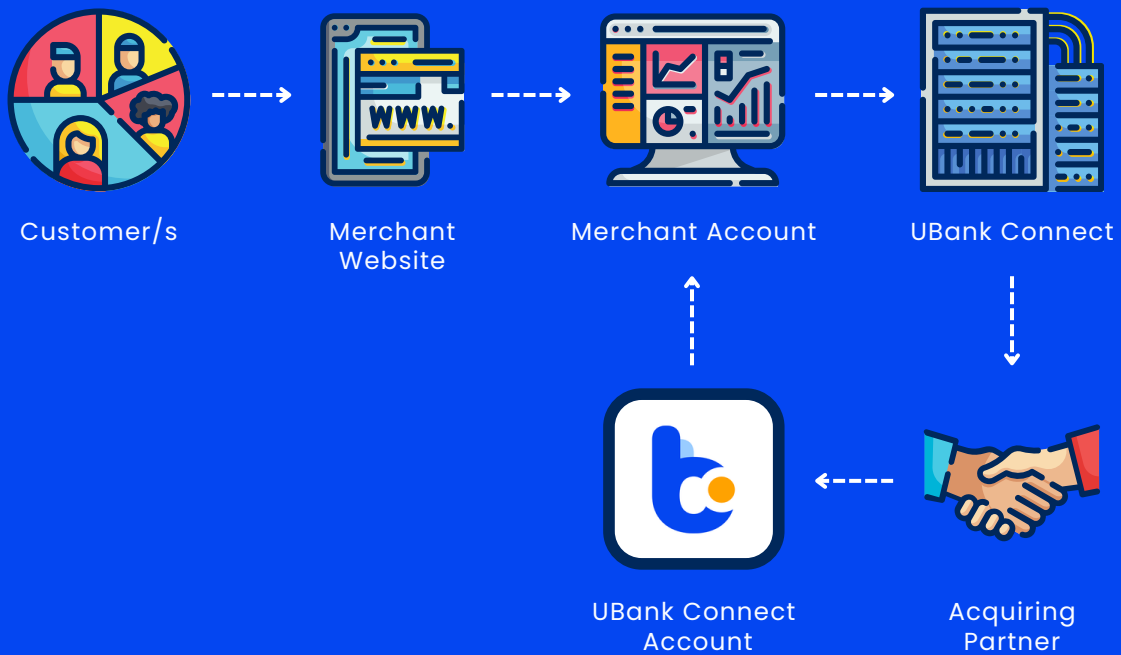 WWW.
Customer/s
Merchant
Website
Merchant Account
UBank Connect
UBank Connect
Account
Acquiring
Partner